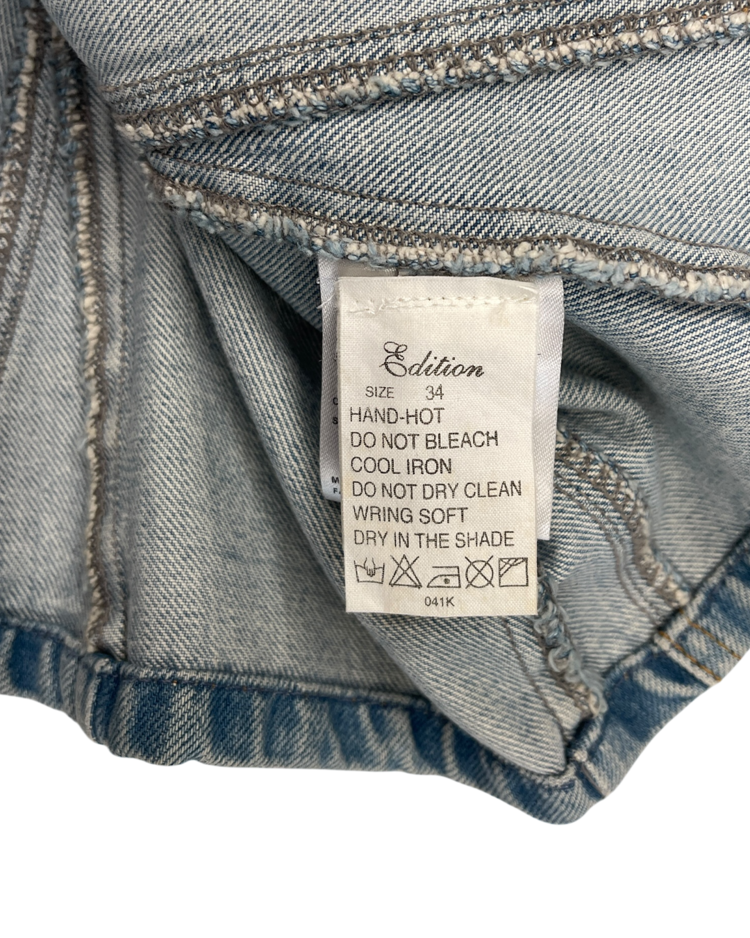 Edition
SIZE 34
HAND-HOT
DO NOT BLEACH
COOL IRON
DO NOT DRY CLEAN
WRING SOFT
DRY IN THE SHADE
041K